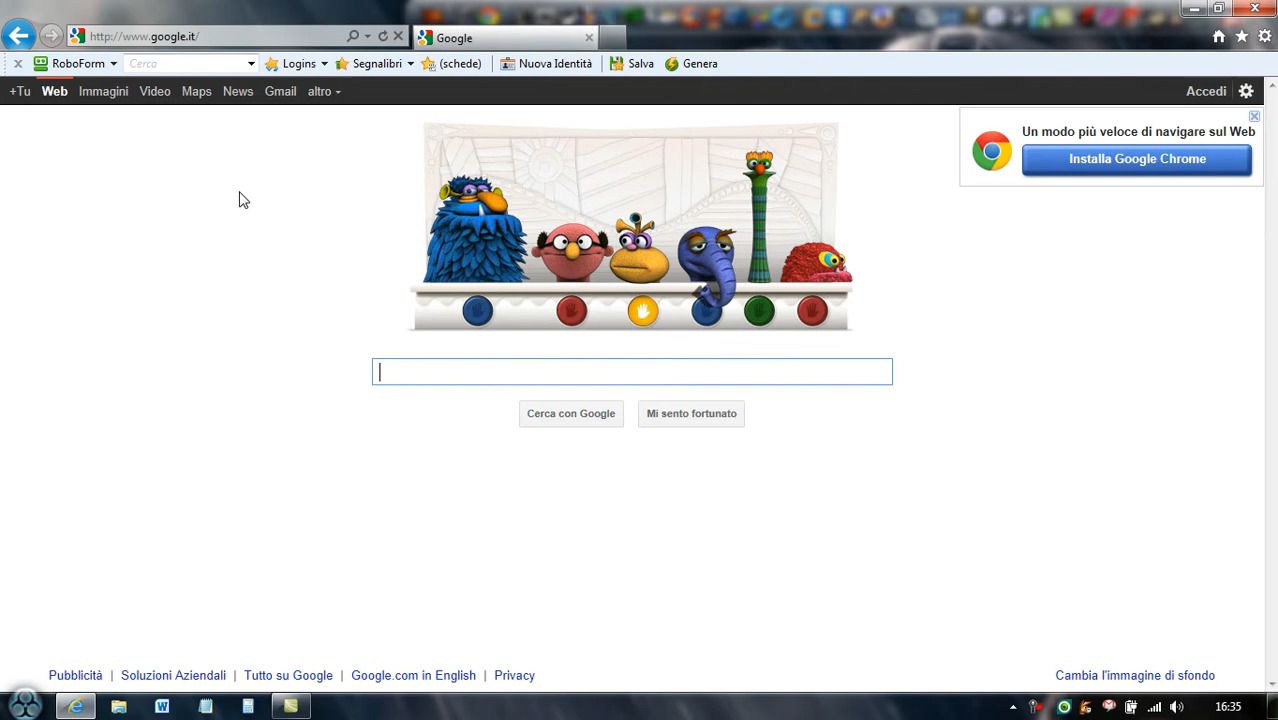 http://www.google.it/
Google
RoboForm
Cerca
Logins
Segnalibri
(schede)
Nuova Identità
Salva
Genera
+Tu
Web
Immagini
Video
Maps
News
Gmail
altro
Accedi
Un modo più veloce di navigare sul Web
Installa Google Chrome
Cerca con Google
Mi sento fortunato
Pubblicità | Soluzioni Aziendali | Tutto su Google | Google.com in English | Privacy
Cambia l'immagine di sfondo
16:35